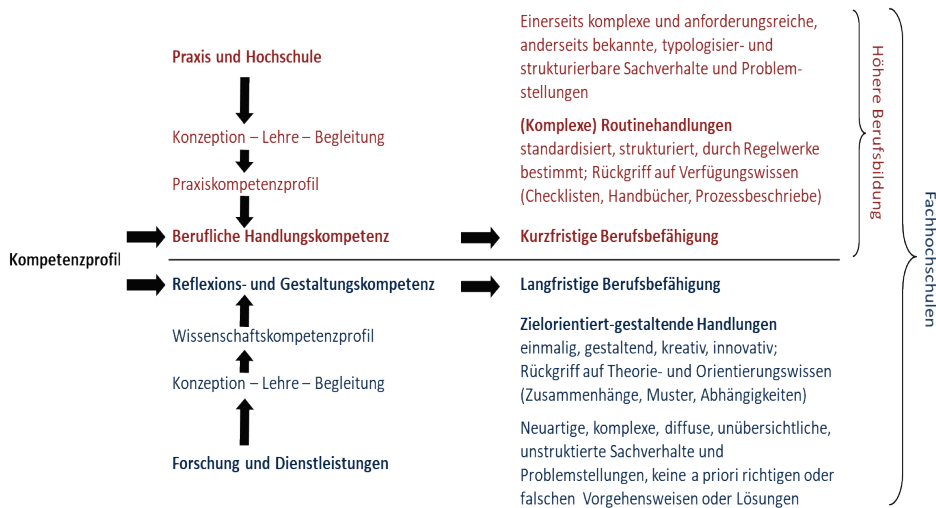 Praxis und Hochschule
Konzeption – Lehre – Begleitung
Praxiskompetenzprofil
Berufliche Handlungskompetenz
Kompetenzprofil
Reflexions- und Gestaltungskompetenz
Wissenschaftskompetenzprofil
Konzeption – Lehre – Begleitung
Forschung und Dienstleistungen
Einerseits komplexe und anforderungsreiche,
anderseits bekannte, typologisier- und
strukturierbare Sachverhalte und Problem-
stellungen
(Komplexe) Routinehandlungen
standardisiert, strukturiert, durch Regelwerke
bestimmt; Rückgriff auf Verfügungswissen
(Checklisten, Handbücher, Prozessbeschriebe)
Kurzfristige Berufsbefähigung
Langfristige Berufsbefähigung
Zielorientiert-gestaltende Handlungen
einmalig, gestaltend, kreativ, innovativ;
Rückgriff auf Theorie- und Orientierungswissen
(Zusammenhänge, Muster, Abhängigkeiten)
Neuartige, komplexe, diffuse, unübersichtliche,
unstruktierte Sachverhalte und
Problemstellungen, keine a priori richtigen oder
falschen Vorgehensweisen oder Lösungen
Höhere Berufsbildung
Fachhochschulen